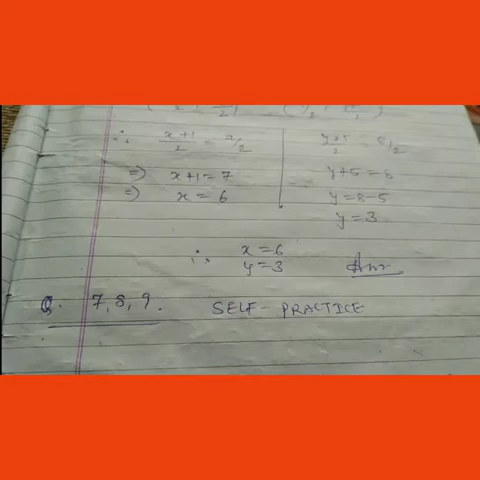 ∴ x+1/2 = 7/2
⇒ x+1=7
⇒ x = 6
y+5/2 = 8/2
y+5 = 8
y = 8-5
y = 3
∴ x=6
y=3 Ans
Q. 7, 8, 9. SELF - PRACTICE